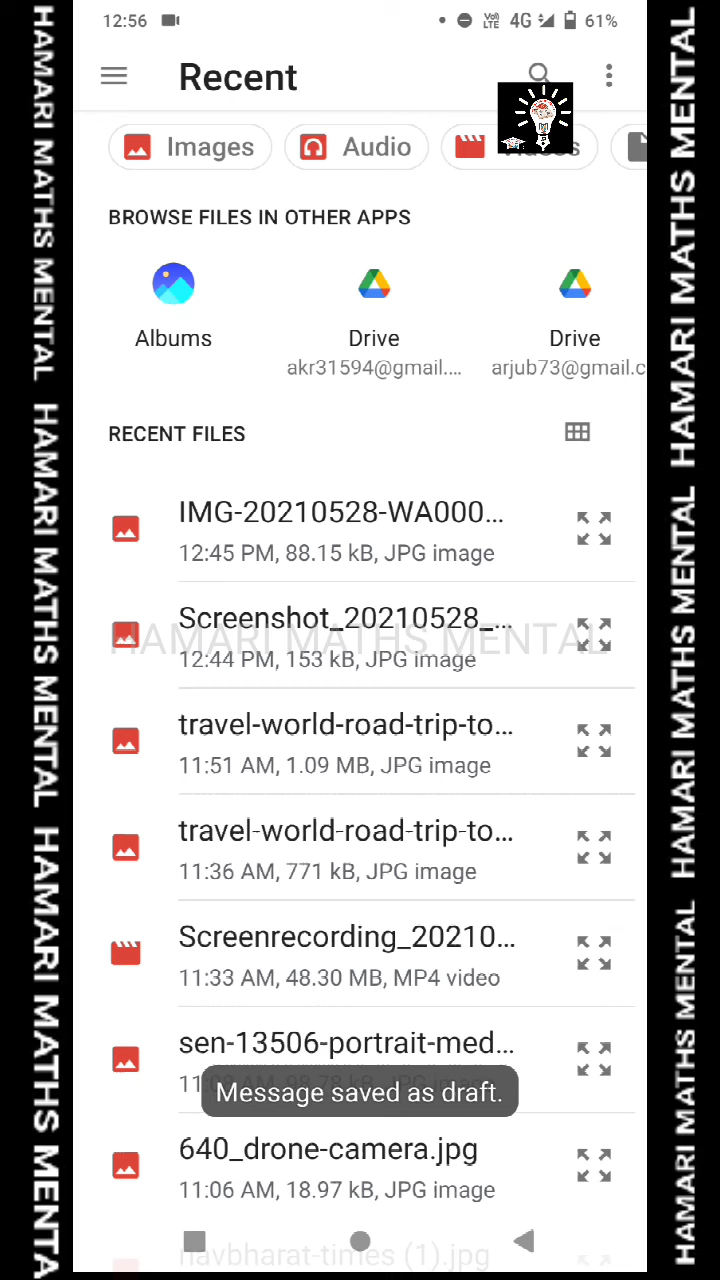 12:56
Vo) LTE 4G 61%
Recent
Images
Audio
BROWSE FILES IN OTHER APPS
Albums
Drive
akr31594@gmail....
Drive
arjub73@gmail.c
RECENT FILES
IMG-20210528-WA000...
12:45 PM, 88.15 kB, JPG image
Screenshot_20210528_...
HAMARI MATHS MENTAL
12:44 PM, 153 kB, JPG image
travel-world-road-trip-to...
11:51 AM, 1.09 MB, JPG image
travel-world-road-trip-to...
11:36 AM, 771 kB, JPG image
Screenrecording_20210...
11:33 AM, 48.30 MB, MP4 video
sen-13506-portrait-med...
Message saved as draft.
640_drone-camera.jpg
11:06 AM, 18.97 kB, JPG image
navbharat-times (1).jpg
HAMARI MATHS MENTAL HAMARI MATHS MENTAL HAMARI MATHS MENTA
HAMARI MATHS MENTAL HAMARI MATHS MENTAL HAMARI MATHS MENTAL